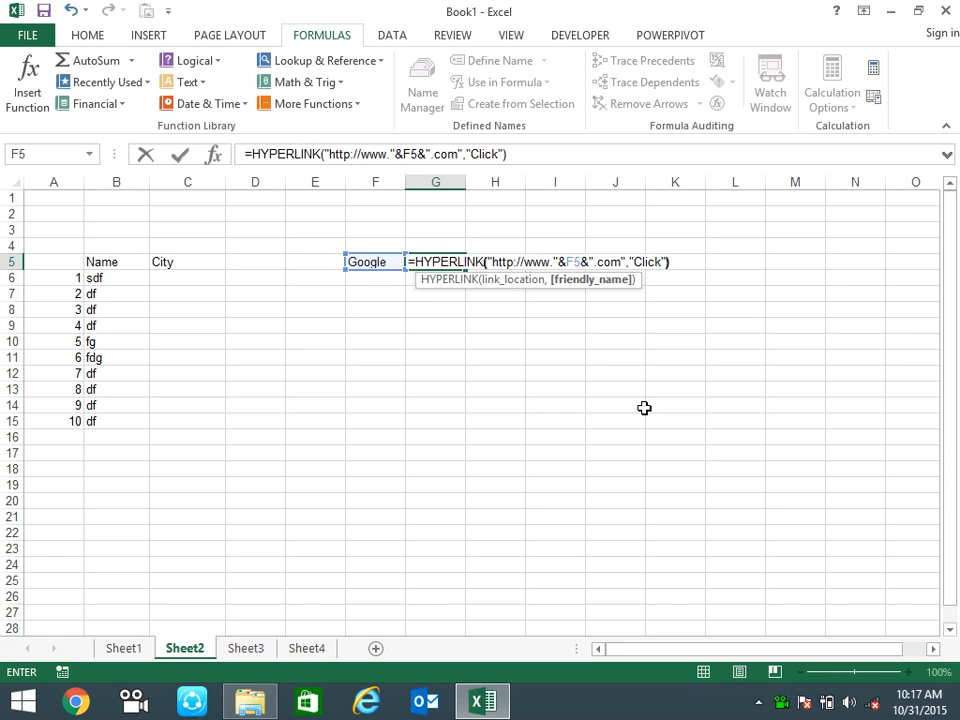 Book1 - Excel
FILE HOME INSERT PAGE LAYOUT FORMULAS DATA REVIEW VIEW DEVELOPER POWERPIVOT Sign in
AutoSum Logical Lookup & Reference Define Name Trace Precedents
Recently Used Text Math & Trig Use in Formula Trace Dependents
Financial Date & Time More Functions Create from Selection Remove Arrows
Insert Function
Name Manager
Watch Window
Calculation Options
Function Library Defined Names Formula Auditing Calculation
F5 fx =HYPERLINK("http://www."&F5&".com","Click")
A B C D E F G H I J K L M N O
1
2
3
4
5 Name City Google =HYPERLINK("http://www."&F5&".com","Click")
HYPERLINK(link_location, [friendly_name])
6 1 sdf
7 2 df
8 3 df
9 4 df
10 5 fg
11 6 fdg
12 7 df
13 8 df
14 9 df
15 10 df
16
17
18
19
20
21
22
23
24
25
26
27
28
Sheet1 Sheet2 Sheet3 Sheet4
ENTER 100%
10:17 AM
10/31/2015